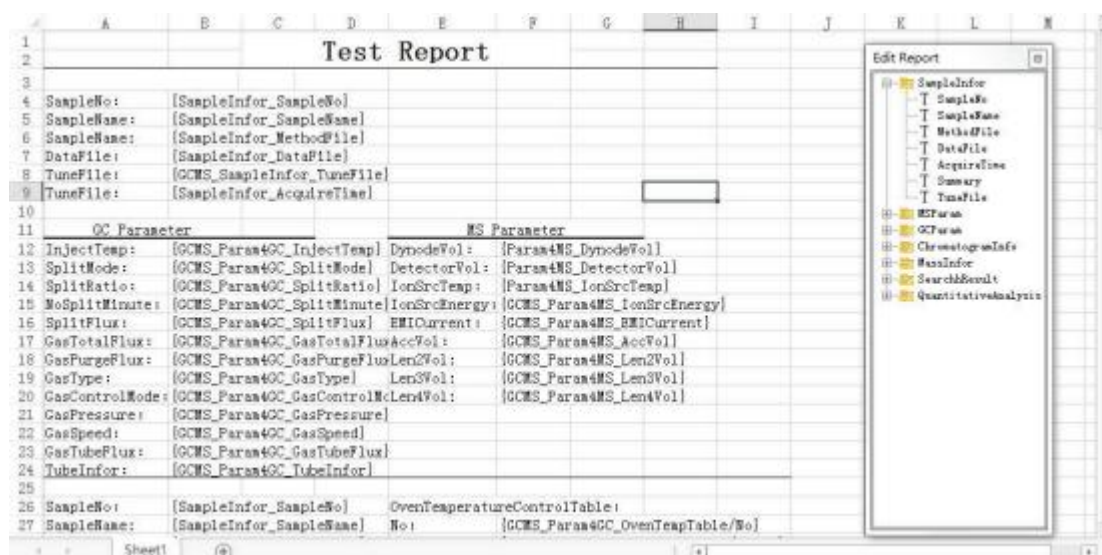 A B C D E F G H I J K L M
1
2 Test Report
3
4 SampleNo: [SampleInfor_SampleNo]
5 SampleName: [SampleInfor_SampleName]
6 SampleName: [SampleInfor_MethodFile]
7 DataFile: [SampleInfor_DataFile]
8 TuneFile: [GCMS_SampleInfor_TuneFile]
9 TuneFile: [SampleInfor_AcquireTime]
10
11 GC Parameter MS Parameter
12 InjectTemp: [GCMS_Param4GC_InjectTemp] DynodeVol: [Param4MS_DynodeVol]
13 SplitMode: [GCMS_Param4GC_SplitMode] DetectorVol: [Param4MS_DetectorVol]
14 SplitRatio: [GCMS_Param4GC_SplitRatio] IonSrcTemp: [Param4MS_IonSrcTemp]
15 NoSplitMinute: [GCMS_Param4GC_SplitMinute] IonSrcEnergy: [GCMS_Param4MS_IonSrcEnergy]
16 SplitFlux: [GCMS_Param4GC_SplitFlux] EMICurrent: [GCMS_Param4MS_EMICurrent]
17 GasTotalFlux: [GCMS_Param4GC_GasTotalFlux AccVol: [GCMS_Param4MS_AccVol]
18 GasPurgeFlux: [GCMS_Param4GC_GasPurgeFlux Len2Vol: [GCMS_Param4MS_Len2Vol]
19 GasType: [GCMS_Param4GC_GasType] Len3Vol: [GCMS_Param4MS_Len3Vol]
20 GasControlMode: [GCMS_Param4GC_GasControlMo Len4Vol: [GCMS_Param4MS_Len4Vol]
21 GasPressure: [GCMS_Param4GC_GasPressure]
22 GasSpeed: [GCMS_Param4GC_GasSpeed]
23 GasTubeFlux: [GCMS_Param4GC_GasTubeFlux]
24 TubeInfor: [GCMS_Param4GC_TubeInfor]
25
26 SampleNo: [SampleInfor_SampleNo] OvenTemperatureControlTable:
27 SampleName: [SampleInfor_SampleName] No: [GCMS_Param4GC_OvenTempTable/No]
Sheet1
Edit Report
SampleInfor
SampleNo
SampleName
MethodFile
DataFile
AcquireTime
Summary
TuneFile
MSParam
GCParam
ChromatogramInfo
MassInfor
SearchbResult
QuantitativeAnalysis